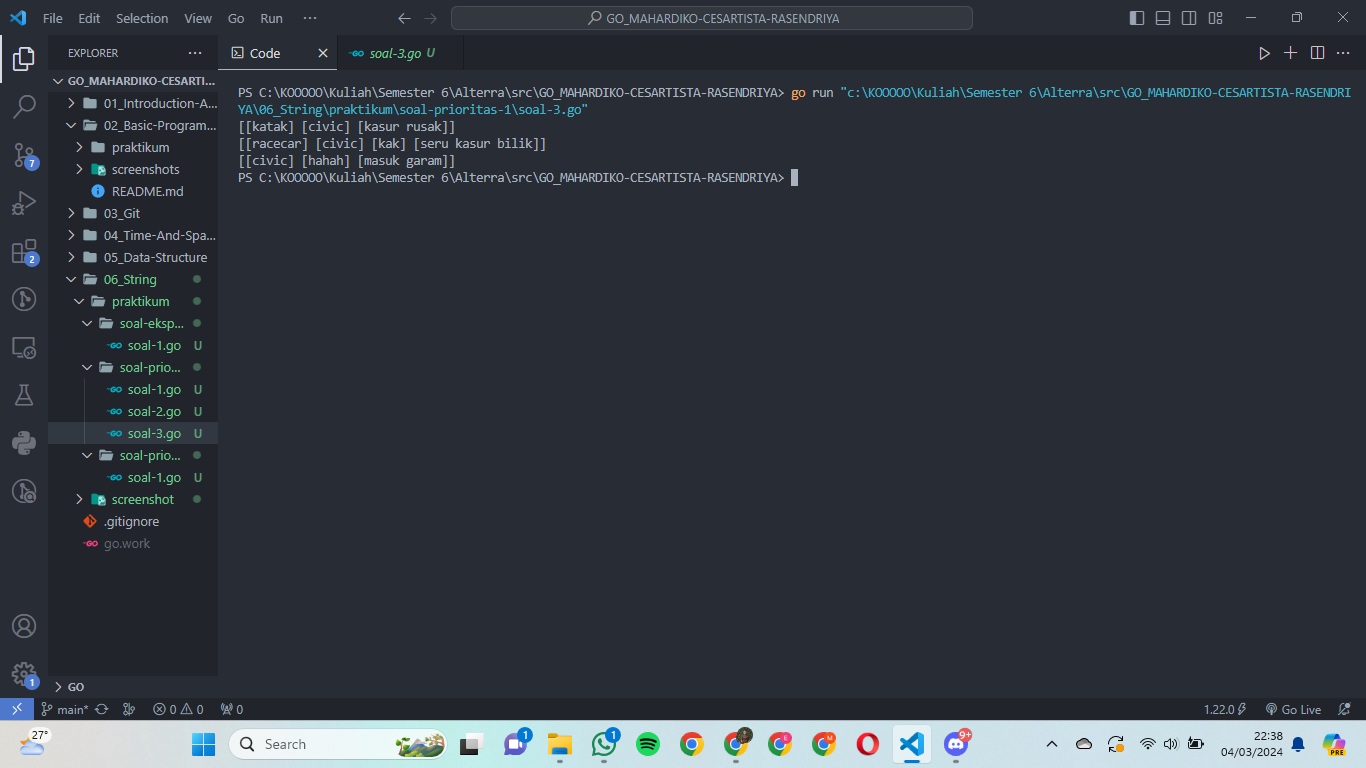 File Edit Selection View Go Run ···
GO_MAHARDIKO-CESARTISTA-RASENDRIYA
EXPLORER
Code
soal-3.go U
GO_MAHARDIKO-CESARTI...
01_Introduction-A...
02_Basic-Program...
praktikum
screenshots
README.md
03_Git
04_Time-And-Spa...
05_Data-Structure
06_String
praktikum
soal-eksp...
soal-1.go U
soal-prio...
soal-1.go U
soal-2.go U
soal-3.go U
soal-prio...
soal-1.go U
screenshot
.gitignore
go.work
GO
7
2
1
PS C:\KOOOOO\Kuliah\Semester 6\Alterra\src\GO_MAHARDIKO-CESARTISTA-RASENDRIYA> go run "c:\KOOOOO\Kuliah\Semester 6\Alterra\src\GO_MAHARDIKO-CESARTISTA-RASENDRI
YA\06_String\praktikum\soal-prioritas-1\soal-3.go"
[[katak] [civic] [kasur rusak]]
[[racecar] [civic] [kak] [seru kasur bilik]]
[[civic] [hahah] [masuk garam]]
PS C:\KOOOOO\Kuliah\Semester 6\Alterra\src\GO_MAHARDIKO-CESARTISTA-RASENDRIYA>
main* 0 0 0
1.22.0 Go Live
27°
Search
1
1
E
M
9+
22:38
04/03/2024
PRE